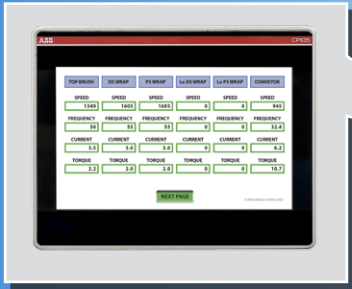 ABB CP635
TOP BRUSH DS WRAP PS WRAP Lo DS WRAP Lo PS WRAP CONVEYOR
SPEED SPEED SPEED SPEED SPEED SPEED
1549 1605 1605 0 0 945
FREQUENCY FREQUENCY FREQUENCY FREQUENCY FREQUENCY FREQUENCY
50 55 55 0 0 32.4
CURRENT CURRENT CURRENT CURRENT CURRENT CURRENT
3.5 3.0 3.0 0 0 6.2
TORQUE TORQUE TORQUE TORQUE TORQUE TORQUE
2.2 2.0 2.0 0 0 10.7
NEXT PAGE